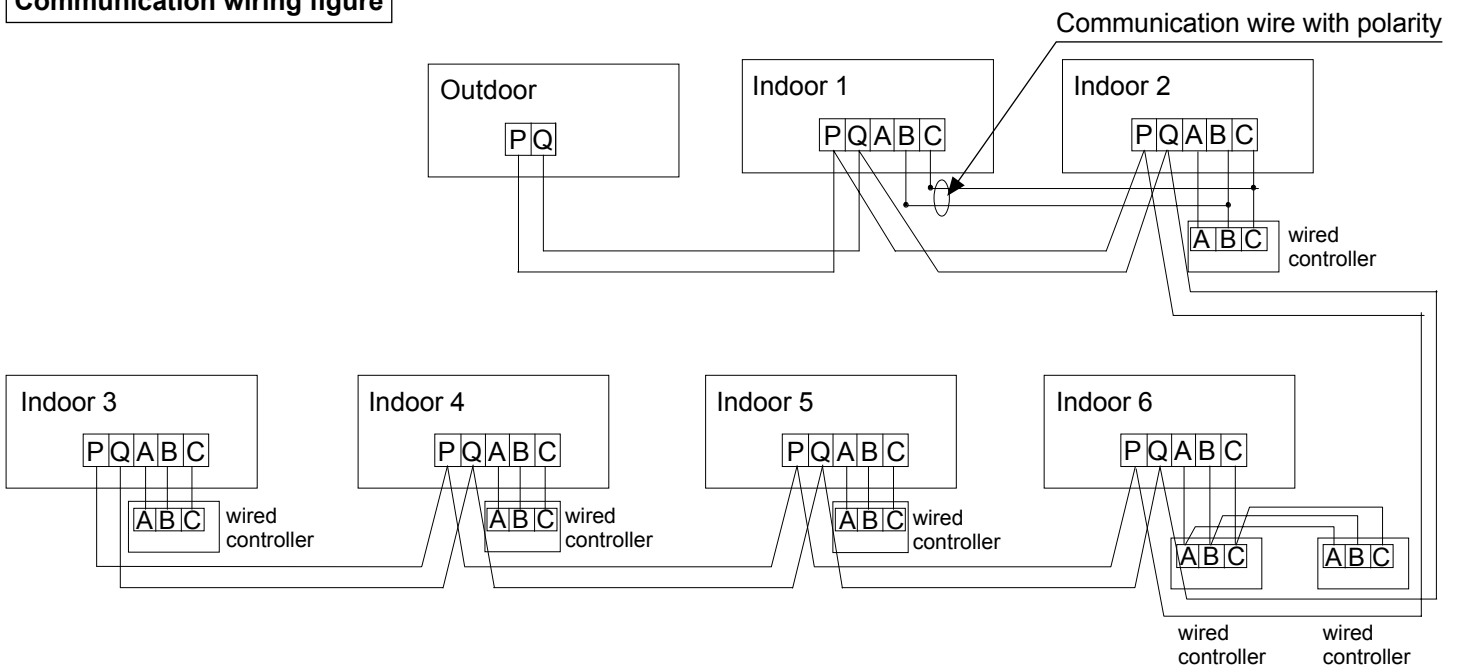 Communication wiring figure
Communication wire with polarity
Outdoor
P Q
Indoor 1
P Q A B C
Indoor 2
P Q A B C
A B C
wired
controller
Indoor 3
P Q A B C
A B C
wired
controller
Indoor 4
P Q A B C
A B C
wired
controller
Indoor 5
P Q A B C
A B C
wired
controller
Indoor 6
P Q A B C
A B C
wired
controller
A B C
wired
controller